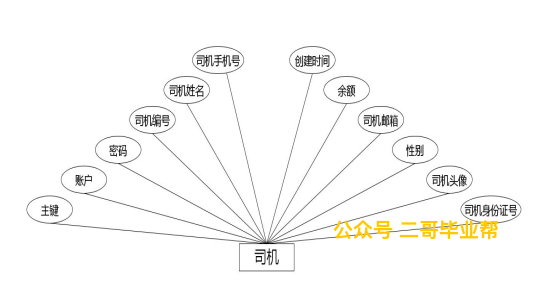 司机手机号
创建时间
司机姓名
余额
司机编号
司机邮箱
密码
性别
账户
司机头像
主键
司机身份证号
公众号 二哥毕业帮
司机